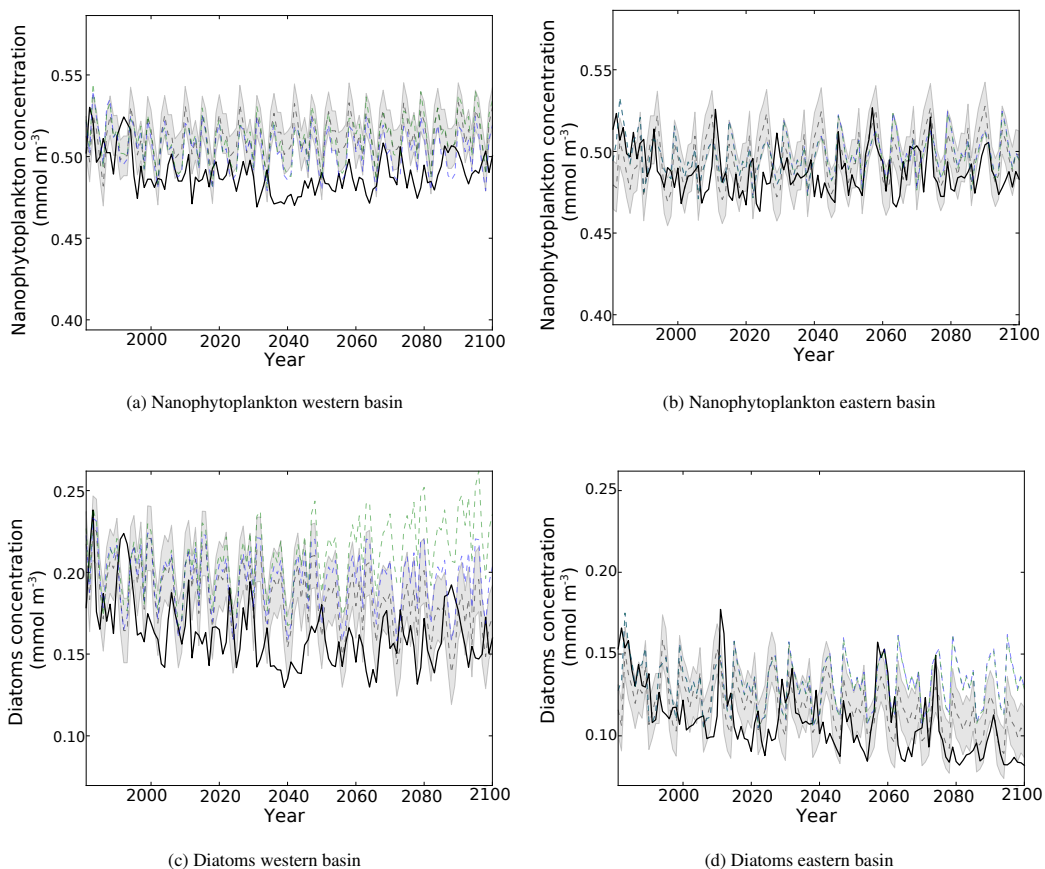 Nanophytoplankton concentration
(mmol m-3)
0.55
0.50
0.45
0.40
2000 2020 2040 2060 2080 2100
Year
(a) Nanophytoplankton western basin
Nanophytoplankton concentration
(mmol m-3)
0.55
0.50
0.45
0.40
2000 2020 2040 2060 2080 2100
Year
(b) Nanophytoplankton eastern basin
Diatoms concentration
(mmol m-3)
0.25
0.20
0.15
0.10
2000 2020 2040 2060 2080 2100
Year
(c) Diatoms western basin
Diatoms concentration
(mmol m-3)
0.25
0.20
0.15
0.10
2000 2020 2040 2060 2080 2100
Year
(d) Diatoms eastern basin